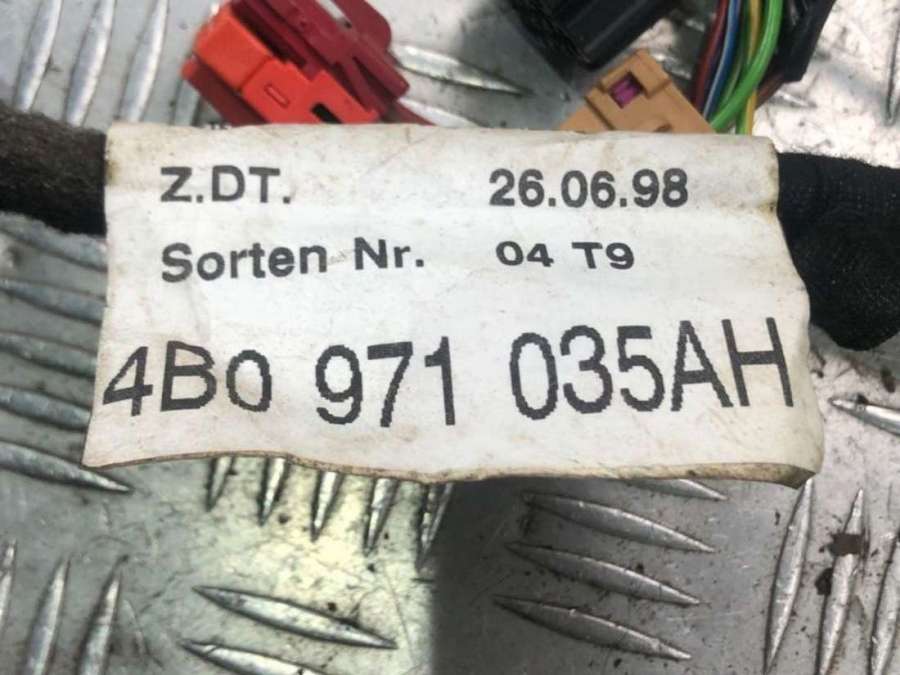 Z.DT. 26.06.98
Sorten Nr. 04 T9
4B0 971 035AH